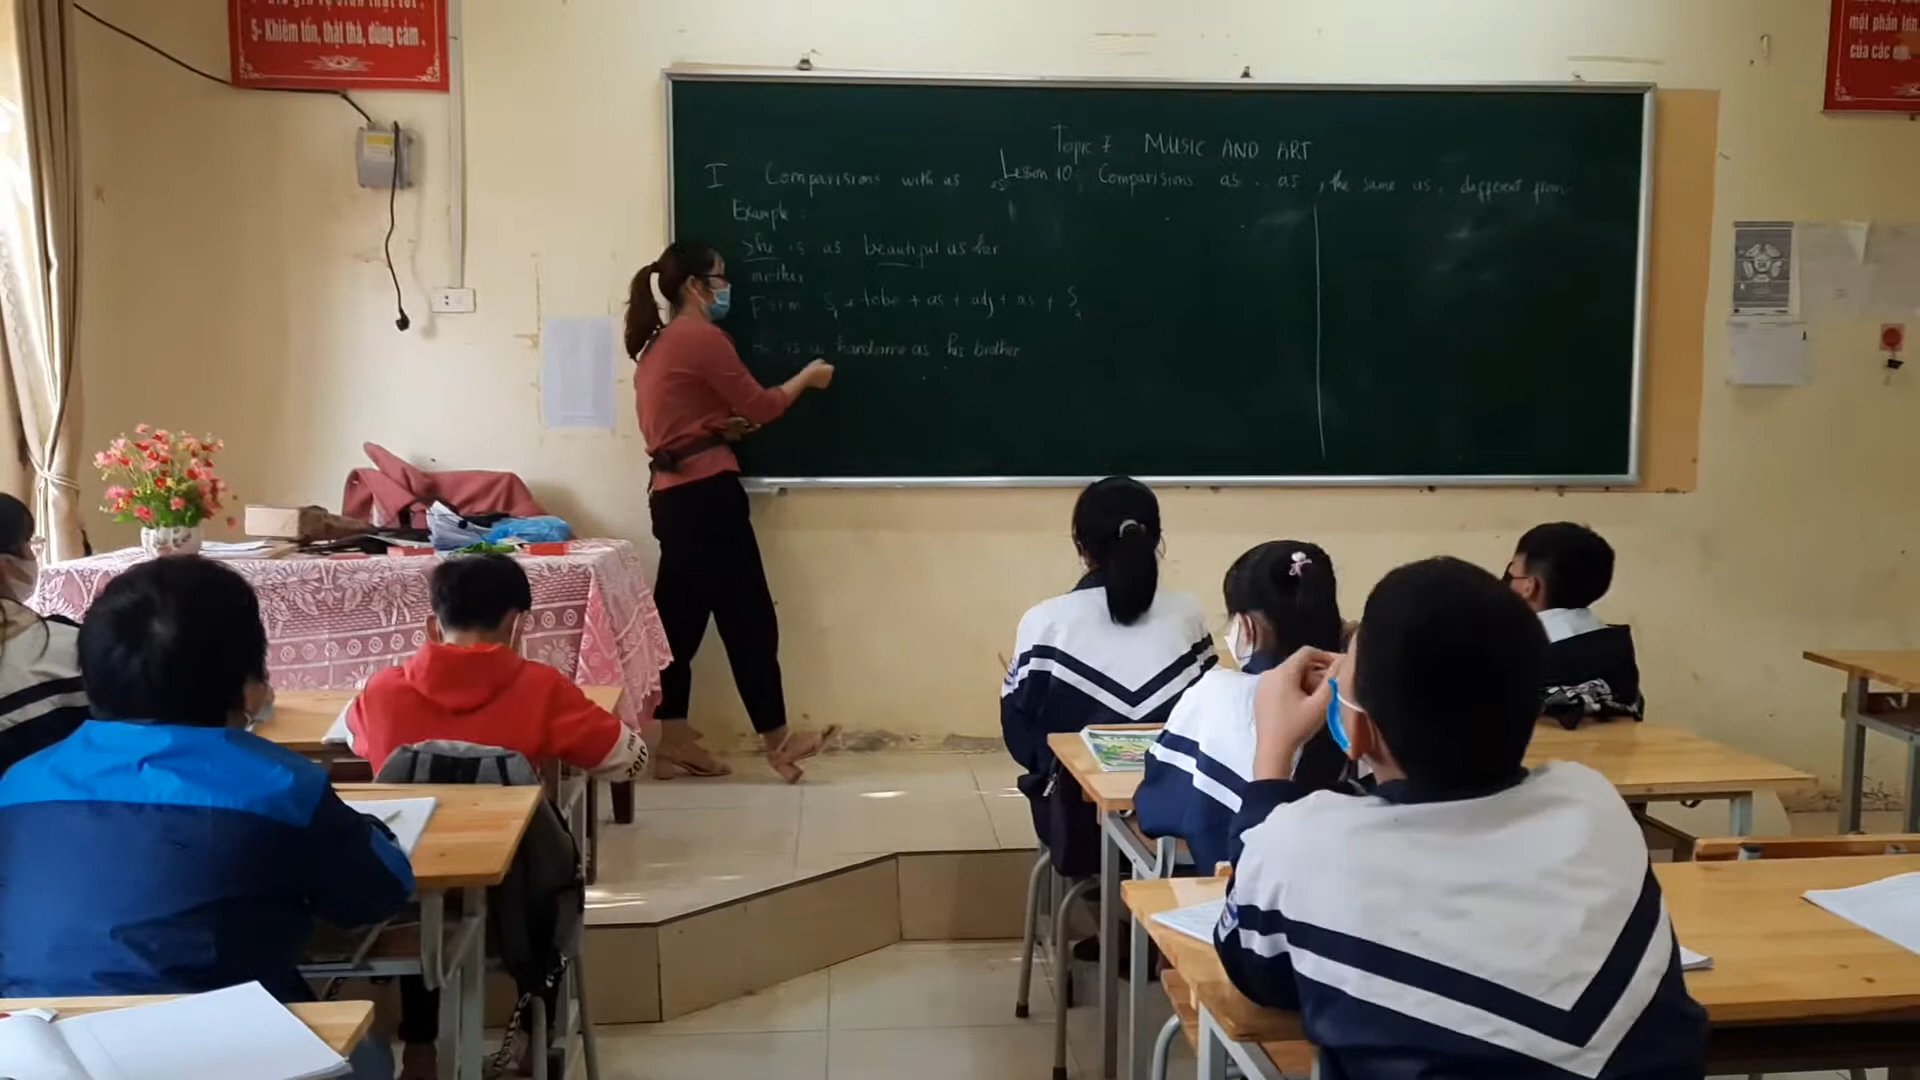 5- Khiêm tốn, thật thà, dũng cảm.
một phần lớn
của các em
Topic 7 MUSIC AND ART
Lesson 10: Comparisions as.. as, the same as, different from
I Comparisions with as as
Example:
She is as beautiful as her
mother
Form S1 + tobe + as + adj + as + S2
He is as handsome as his brother
zero